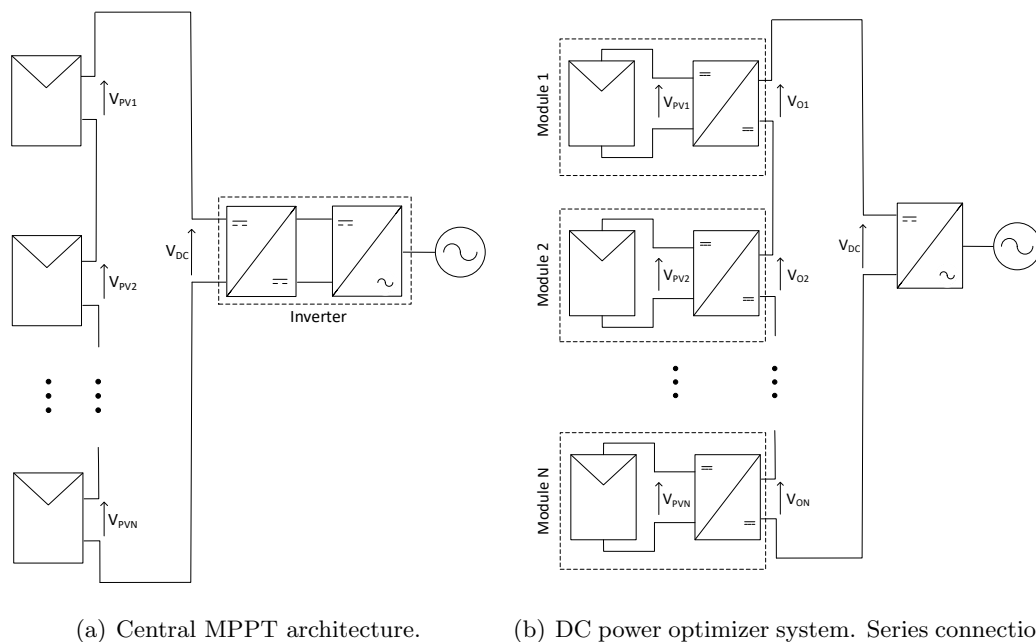 V_PV1
V_PV2
V_PVN
V_DC
Inverter
Module 1
V_PV1
V_O1
Module 2
V_PV2
V_O2
V_DC
Module N
V_PVN
V_ON
(a) Central MPPT architecture.
(b) DC power optimizer system. Series connectio